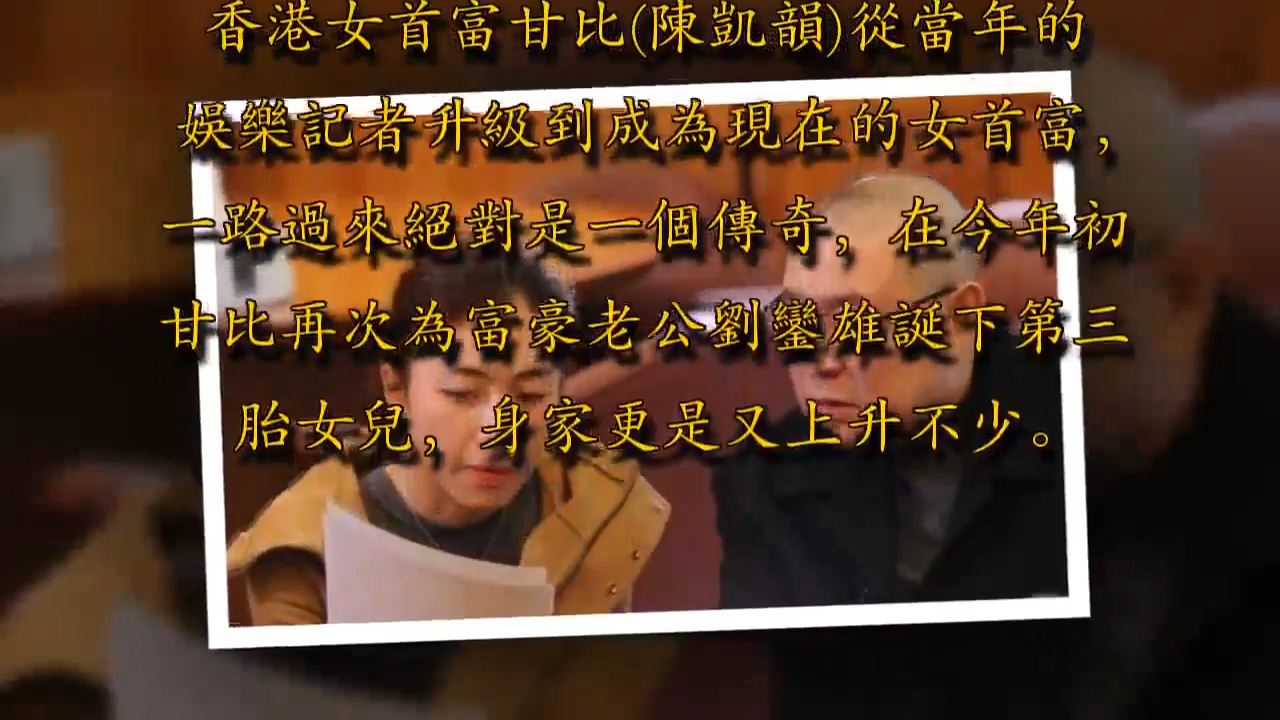 香港女首富甘比(陳凱韻)從當年的
娛樂記者升級到成為現在的女首富，
一路過來絕對是一個傳奇，在今年初
甘比再次為富豪老公劉鑾雄誕下第三
胎女兒，身家更是又上升不少。